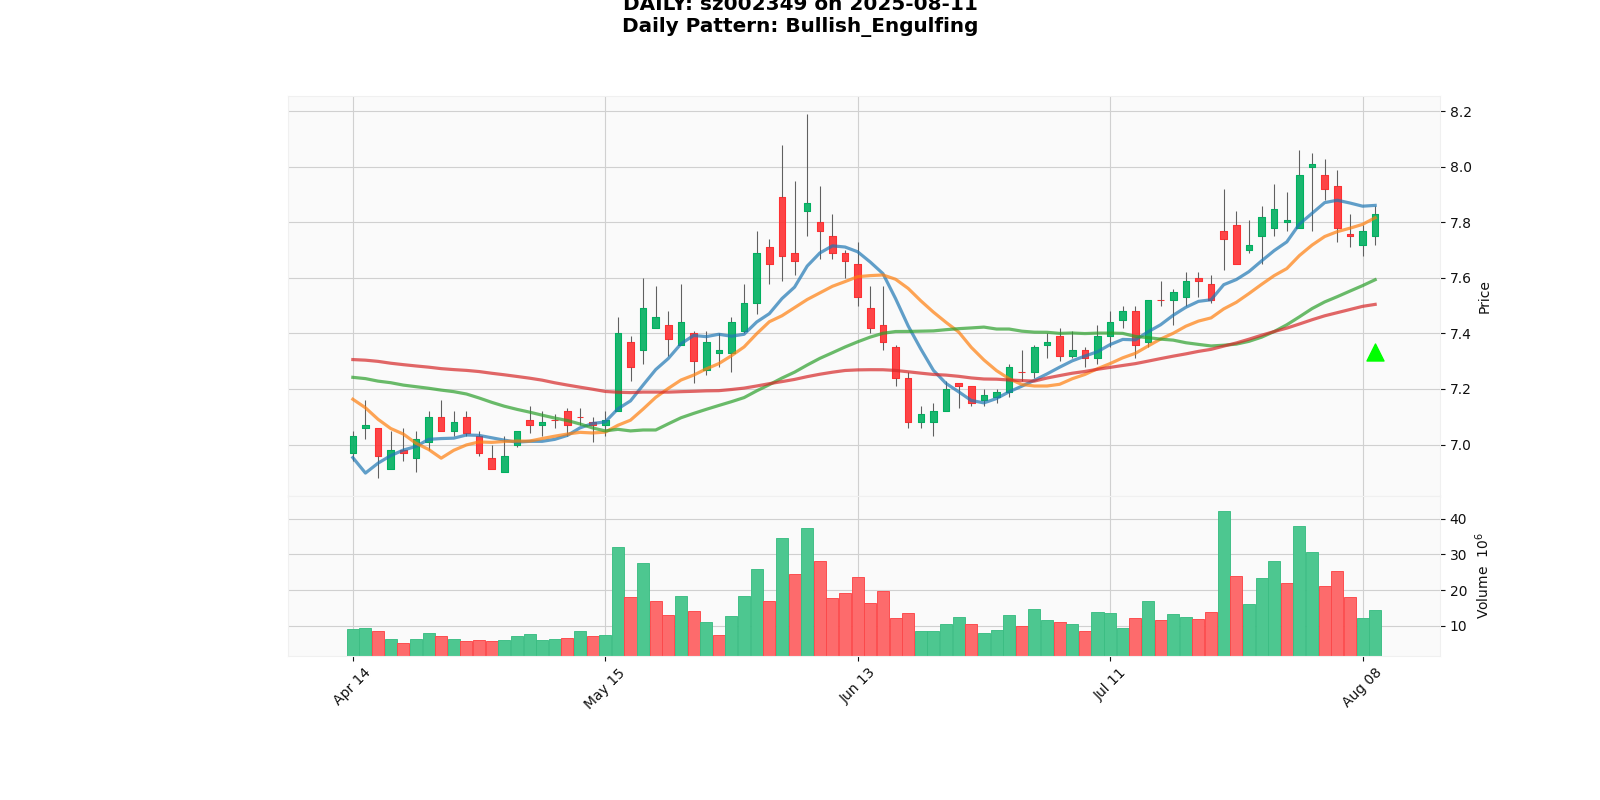 DAILY: sz002349 on 2025-08-11
Daily Pattern: Bullish_Engulfing
8.2
8.0
7.8
7.6
7.4
7.2
7.0
Price
40
30
20
10
Volume 10^6
Apr 14
May 15
Jun 13
Jul 11
Aug 08